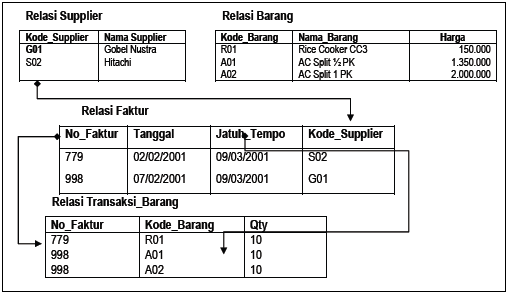 Relasi Supplier
Kode_Supplier Nama Supplier
G01 Gobel Nustra
S02 Hitachi
Relasi Barang
Kode_Barang Nama_Barang Harga
R01 Rice Cooker CC3 150.000
A01 AC Split ½ PK 1.350.000
A02 AC Split 1 PK 2.000.000
Relasi Faktur
No_Faktur Tanggal Jatuh_Tempo Kode_Supplier
779 02/02/2001 09/03/2001 S02
998 07/02/2001 09/03/2001 G01
Relasi Transaksi_Barang
No_Faktur Kode_Barang Qty
779 R01 10
998 A01 10
998 A02 10